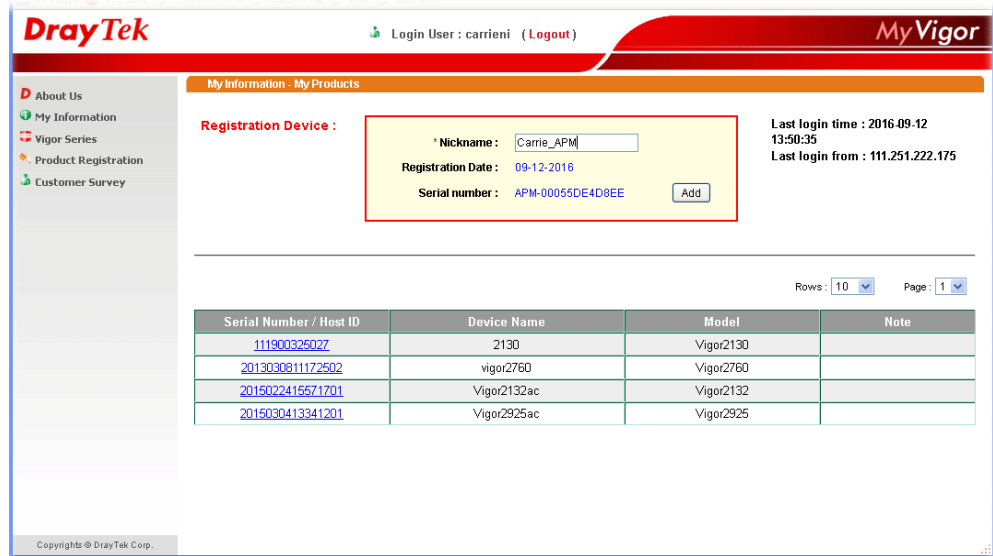 DrayTek
Login User : carrieni (Logout)
MyVigor
About Us
My Information
Vigor Series
Product Registration
Customer Survey
My Information - My Products
Registration Device :
* Nickname : Carrie_APM
Registration Date : 09-12-2016
Serial number : APM-00055DE4D8EE Add
Last login time : 2016-09-12
13:50:35
Last login from : 111.251.222.175
Rows : 10 Page : 1
Serial Number / Host ID Device Name Model Note
111900325027 2130 Vigor2130
2013030811172502 vigor2760 Vigor2760
2015022415571701 Vigor2132ac Vigor2132
2015030413341201 Vigor2925ac Vigor2925
Copyrights © DrayTek Corp.